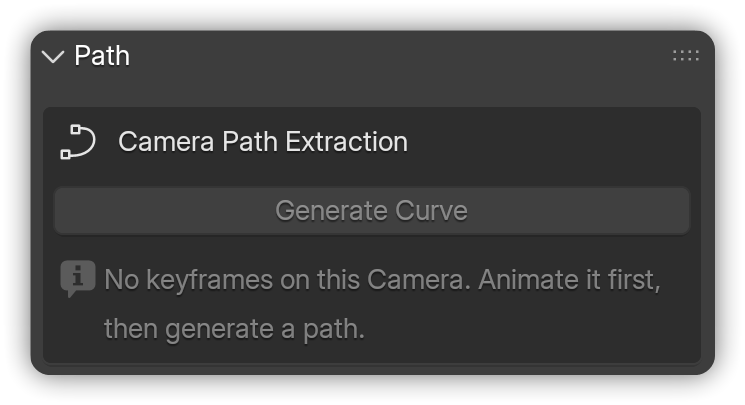 Path
Camera Path Extraction
Generate Curve
No keyframes on this Camera. Animate it first,
then generate a path.